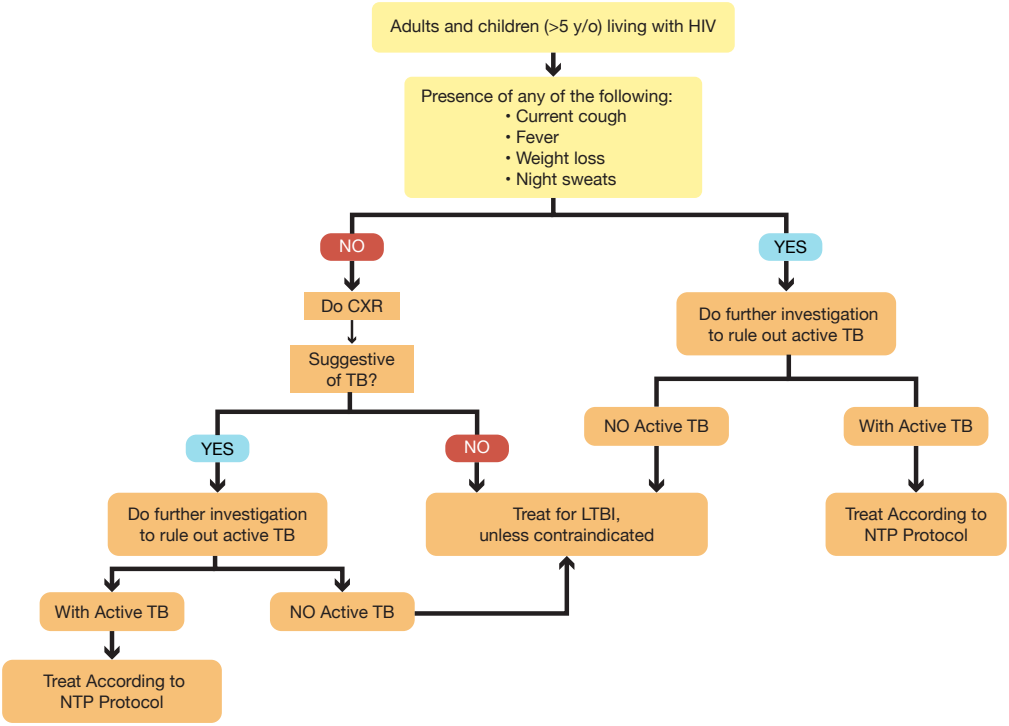 Adults and children (>5 y/o) living with HIV
Presence of any of the following:
• Current cough
• Fever
• Weight loss
• Night sweats
NO
YES
Do CXR
Do further investigation
to rule out active TB
Suggestive
of TB?
NO Active TB
With Active TB
YES
NO
Do further investigation
to rule out active TB
Treat for LTBI,
unless contraindicated
Treat According to
NTP Protocol
With Active TB
NO Active TB
Treat According to
NTP Protocol